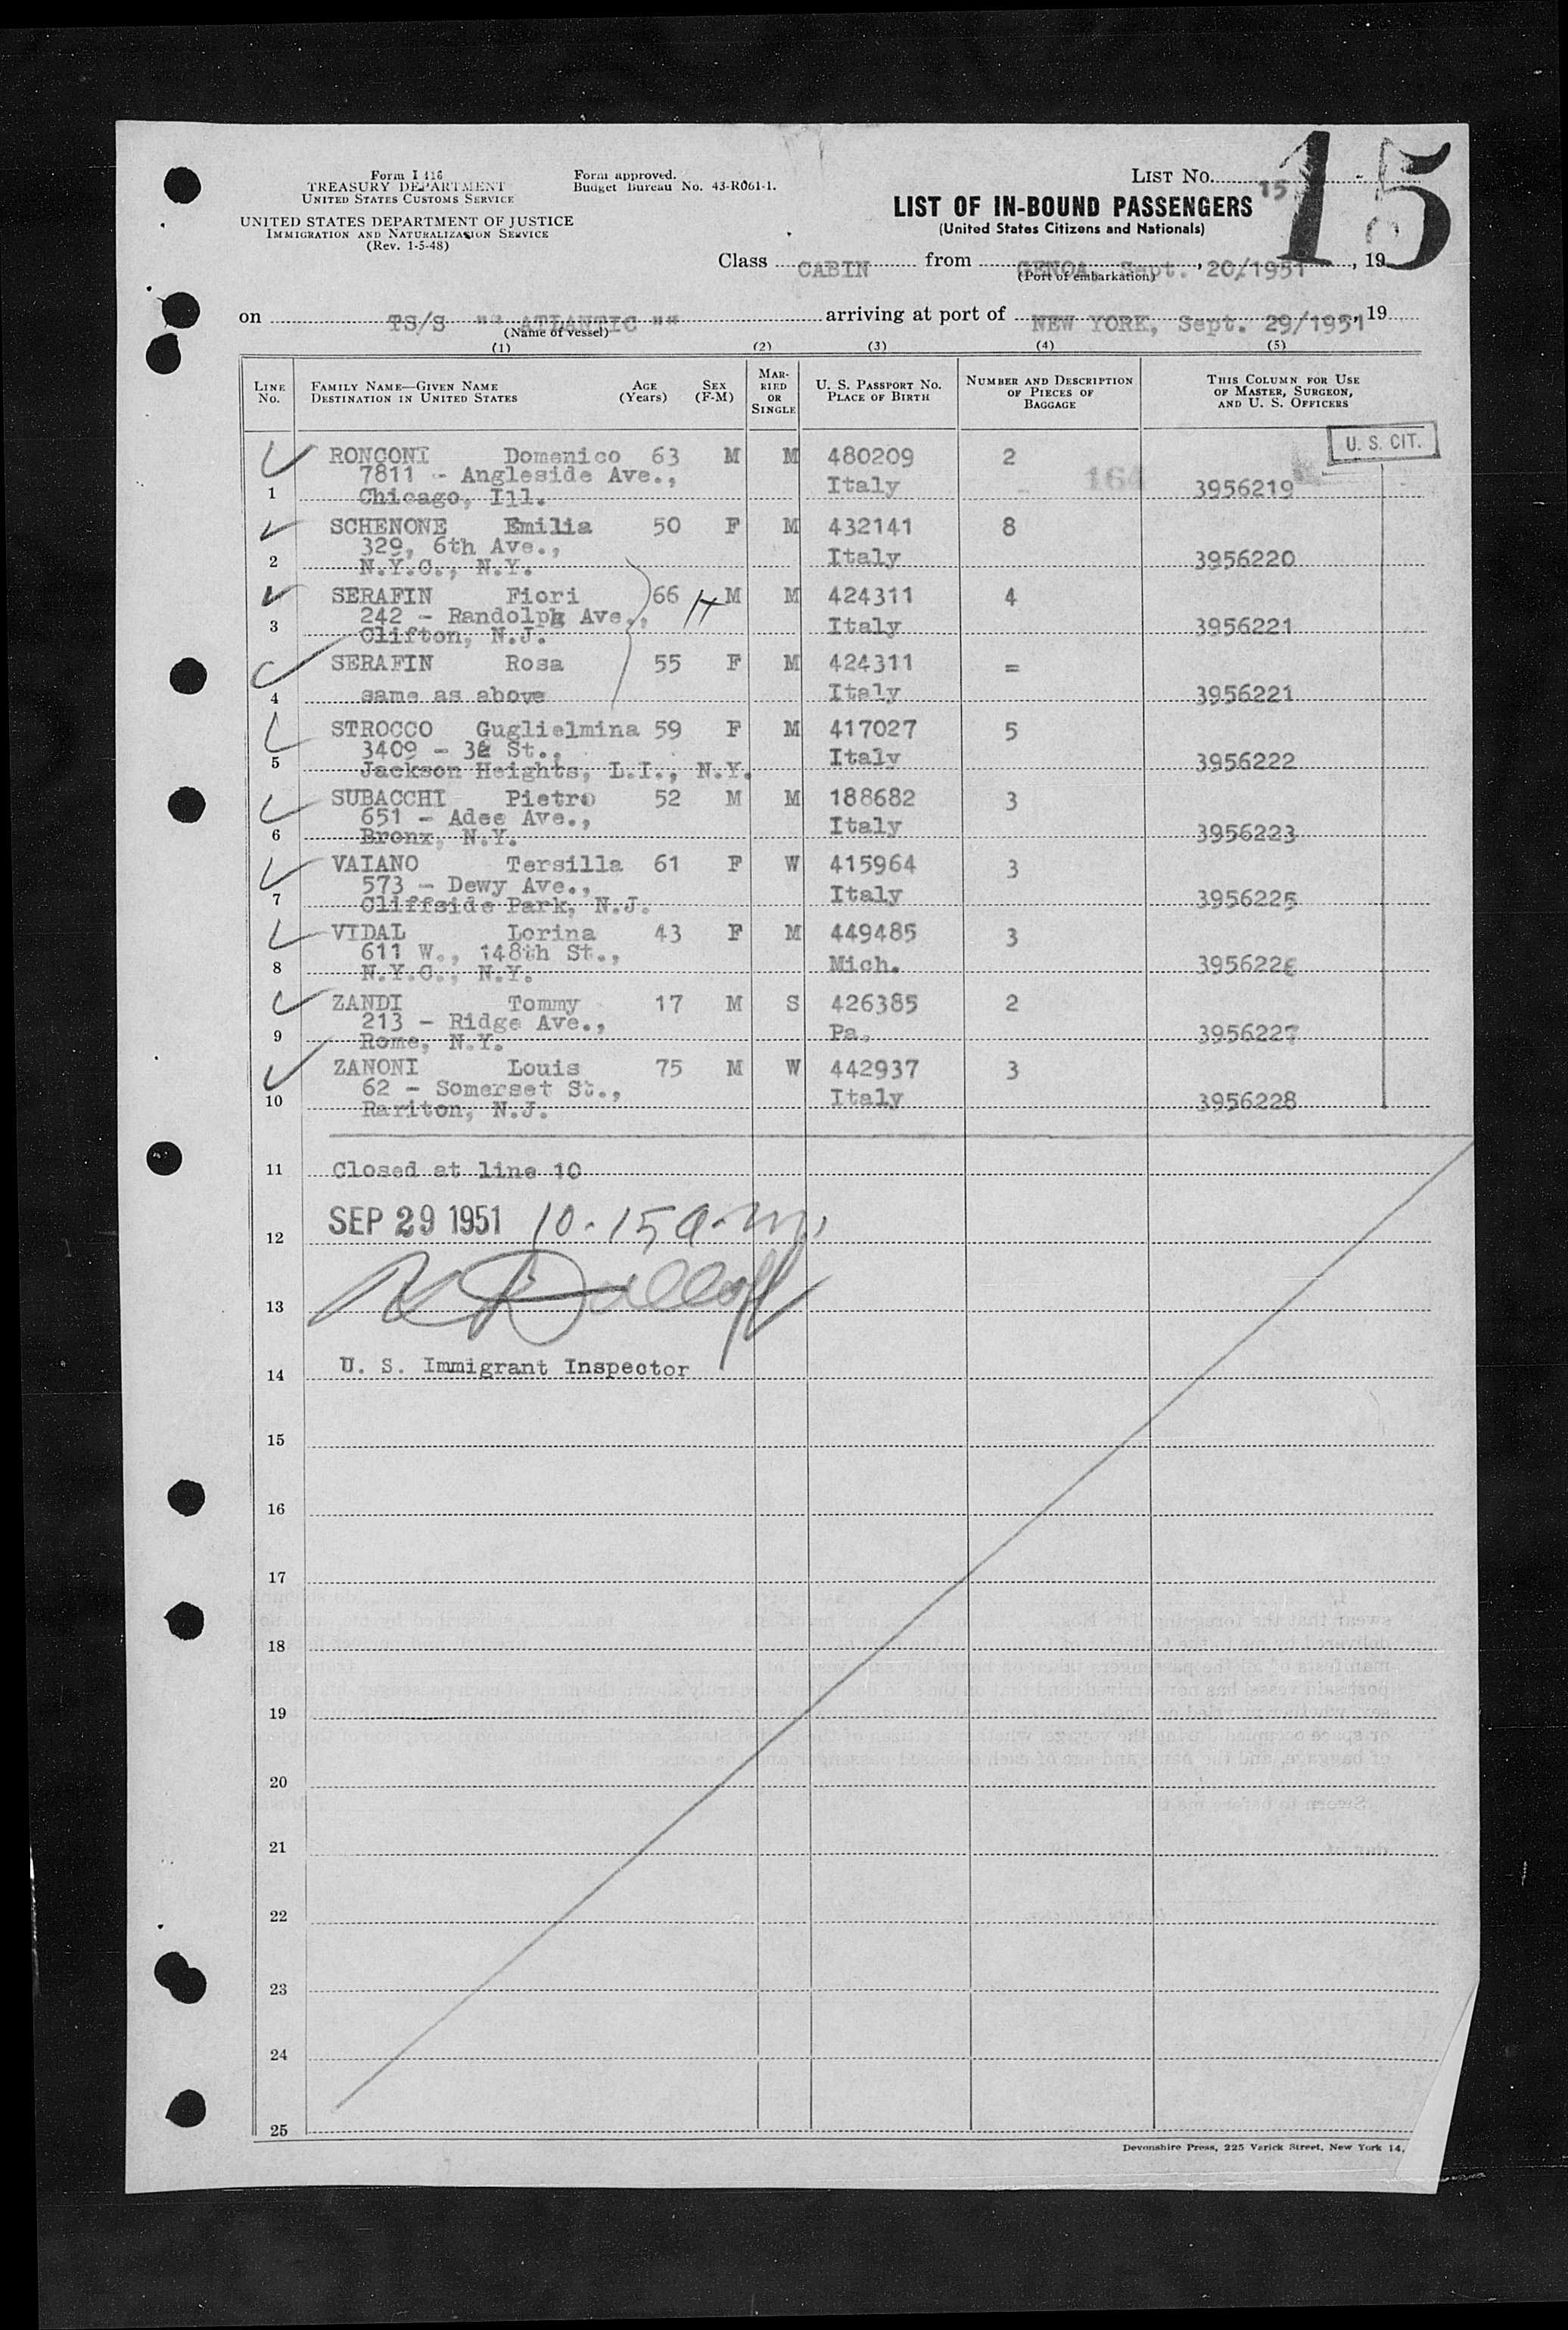 Form I 416
TREASURY DEPARTMENT
UNITED STATES CUSTOMS SERVICE
UNITED STATES DEPARTMENT OF JUSTICE
IMMIGRATION AND NATURALIZATION SERVICE
(Rev. 1-5-48)
Form approved.
Budget Bureau No. 43-R061-1.
LIST No. 15
15
LIST OF IN-BOUND PASSENGERS
(United States Citizens and Nationals)
Class CABIN from GENOA, Sept. 20/1951, 19
(Port of embarkation)
on TS/S "" ATLANTIC "" arriving at port of NEW YORK, Sept. 29/1951, 19
(Name of vessel)
(1) (2) (3) (4) (5)
LINE No. FAMILY NAME—GIVEN NAME DESTINATION IN UNITED STATES AGE (Years) SEX (F-M) MARRIED OR SINGLE U. S. PASSPORT NO. PLACE OF BIRTH NUMBER AND DESCRIPTION OF PIECES OF BAGGAGE THIS COLUMN FOR USE OF MASTER, SURGEON, AND U. S. OFFICERS
U. S. CIT.
RONCONI Domenico 63 M M 480209 2
7811 - Angleside Ave., Italy 164
1 Chicago, Ill. 3956219
SCHENONE Emilia 50 F M 432141 8
329, 6th Ave., Italy
2 N.Y.C., N.Y. 3956220
SERAFIN Fiori 66 H M M 424311 4
242 - Randolph Ave., Italy
3 Clifton, N.J. 3956221
SERAFIN Rosa 55 F M 424311 =
4 same as above Italy 3956221
STROCCO Guglielmina 59 F M 417027 5
3409 - St., Italy
5 Jackson Heights, L.I., N.Y. 3956222
SUBACCHI Pietro 52 M M 188682 3
651 - Adee Ave., Italy
6 Bronx, N.Y. 3956223
VAIANO Tersilla 61 F W 415964 3
573 - Dewy Ave., Italy
7 Cliffside Park, N.J. 3956225
VIDAL Lorina 43 F M 449485 3
611 W., 148th St., Mich.
8 N.Y.C., N.Y. 3956226
ZANDI Tommy 17 M S 426385 2
213 - Ridge Ave., Pa.
9 Rome, N.Y. 3956227
ZANONI Louis 75 M W 442937 3
62 - Somerset St., Italy
10 Rariton, N.J. 3956228
11 Closed at line 10
12 SEP 29 1951 10.15 a.m.
13
14 U. S. Immigrant Inspector
15
16
17
18
19
20
21
22
23
24
25
Devonshire Press, 225 Varick Street, New York 14,